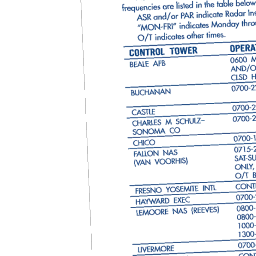 frequencies are listed in the table below
ASR and/or PAR indicate Radar
"MON-FRI" indicates Monday
O/T indicates other times.
CONTROL TOWER
BEALE AFB 0600
AND/O
CLSD H
BUCHANAN 0700-2
CASTLE 0700-2
CHARLES M SCHULZ– 0700-2
SONOMA CO
CHICO 0700-1
FALLON NAS 0715-2
(VAN VOORHIS) SAT-SU
ONLY,
O/T B
FRESNO YOSEMITE INTL CONT
HAYWARD EXEC 0700-
LEMOORE NAS (REEVES) 0800-
0800-
1000-
1300-
LIVERMORE 0700